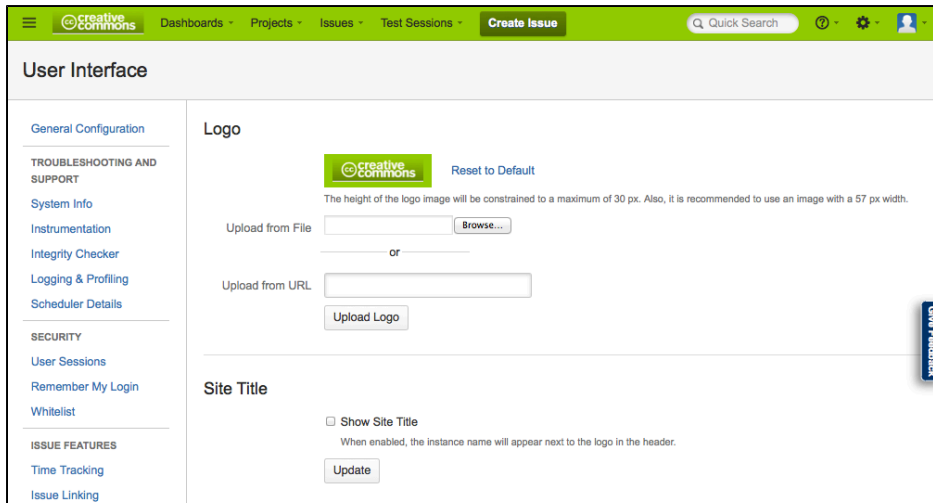 creative commons
Dashboards Projects Issues Test Sessions Create Issue Quick Search
User Interface
General Configuration
TROUBLESHOOTING AND
SUPPORT
System Info
Instrumentation
Integrity Checker
Logging & Profiling
Scheduler Details
SECURITY
User Sessions
Remember My Login
Whitelist
ISSUE FEATURES
Time Tracking
Issue Linking
Logo
creative commons
Reset to Default
The height of the logo image will be constrained to a maximum of 30 px. Also, it is recommended to use an image with a 57 px width.
Upload from File Browse...
or
Upload from URL
Upload Logo
Give Feedback
Site Title
Show Site Title
When enabled, the instance name will appear next to the logo in the header.
Update